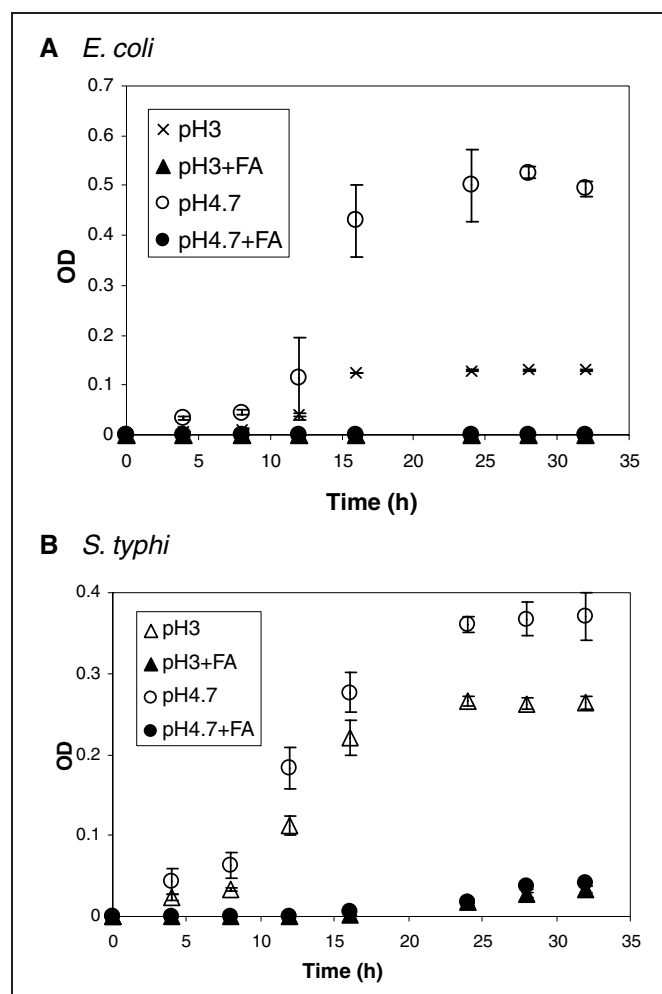 A E. coli
0.7
0.6
0.5
0.4
0.3
0.2
0.1
0
OD
pH3
pH3+FA
pH4.7
pH4.7+FA
0 5 10 15 20 25 30 35
Time (h)
B S. typhi
0.4
0.3
0.2
0.1
0
OD
pH3
pH3+FA
pH4.7
pH4.7+FA
0 5 10 15 20 25 30 35
Time (h)